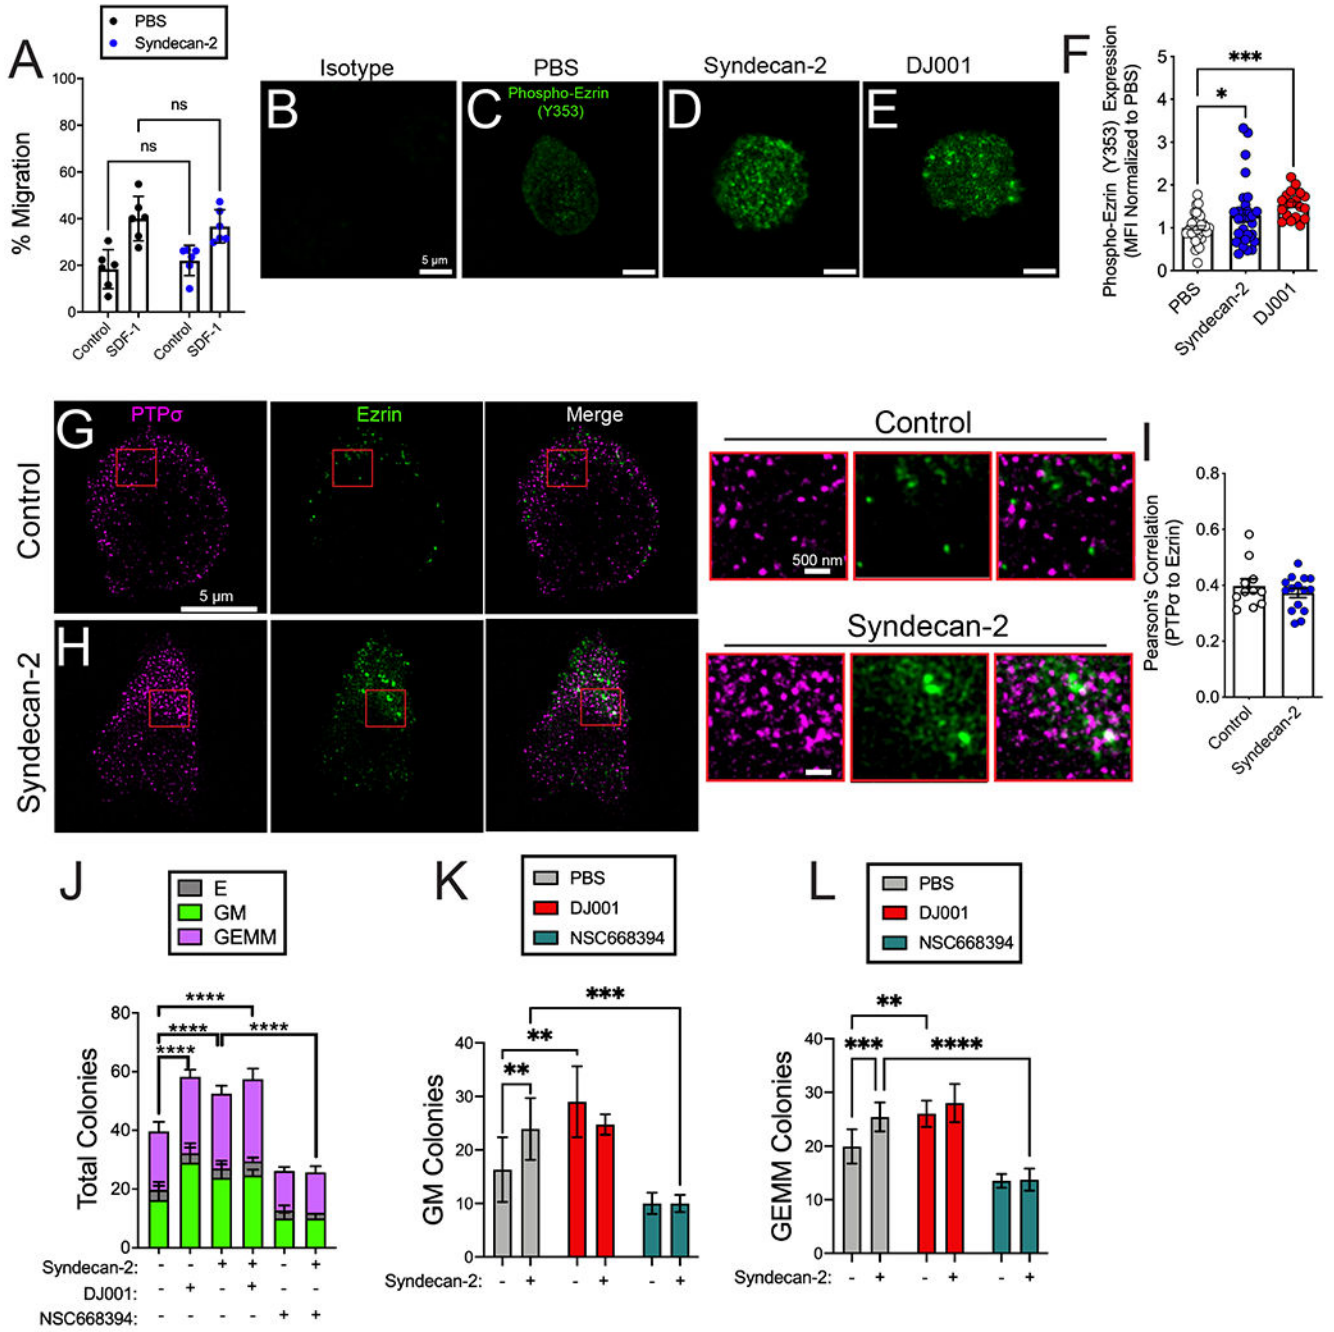 A
PBS
Syndecan-2
% Migration
100
80
60
40
20
0
ns
ns
Control
SDF-1
Control
SDF-1
Isotype
PBS
Syndecan-2
DJ001
B
5 µm
C
Phospho-Ezrin
(Y353)
D
E
F
Phospho-Ezrin (Y353) Expression
(MFI Normalized to PBS)
5
4
3
2
1
0
***
*
PBS
Syndecan-2
DJ001
G
PTPσ
Ezrin
Merge
Control
5 µm
Control
500 nm
H
Syndecan-2
Syndecan-2
I
Pearson's Correlation
(PTPσ to Ezrin)
0.8
0.6
0.4
0.2
0.0
Control
Syndecan-2
J
E
GM
GEMM
Total Colonies
80
60
40
20
0
****
****
****
****
Syndecan-2: - - + + - +
DJ001: - + - + - -
NSC668394: - - - - + +
K
PBS
DJ001
NSC668394
GM Colonies
40
30
20
10
0
***
**
**
Syndecan-2: - + - + - +
L
PBS
DJ001
NSC668394
GEMM Colonies
40
30
20
10
0
**
***
****
Syndecan-2: - + - + - +